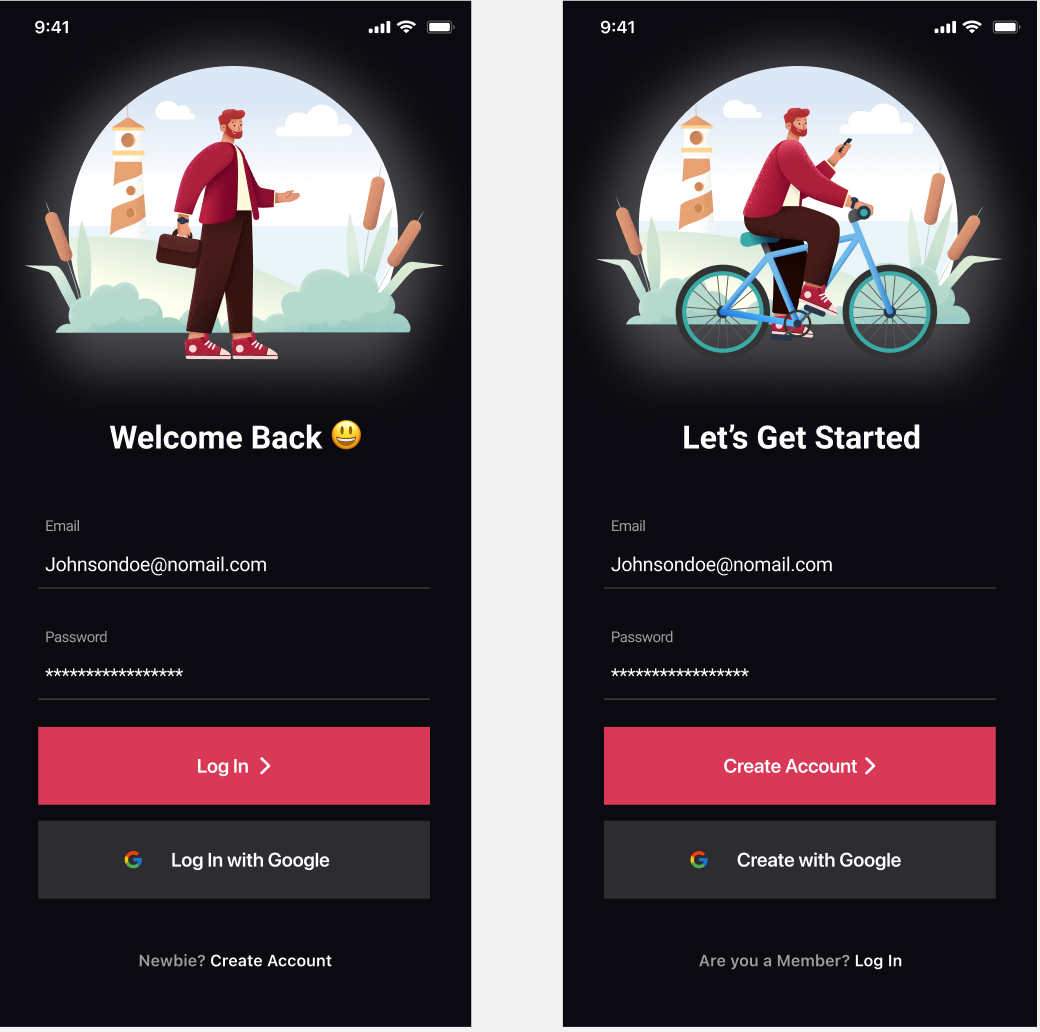 9:41
Welcome Back 😃
Email
Johnsondoe@nomail.com
Password
*****************
Log In
Log In with Google
Newbie? Create Account
9:41
Let’s Get Started
Email
Johnsondoe@nomail.com
Password
*****************
Create Account
Create with Google
Are you a Member? Log In